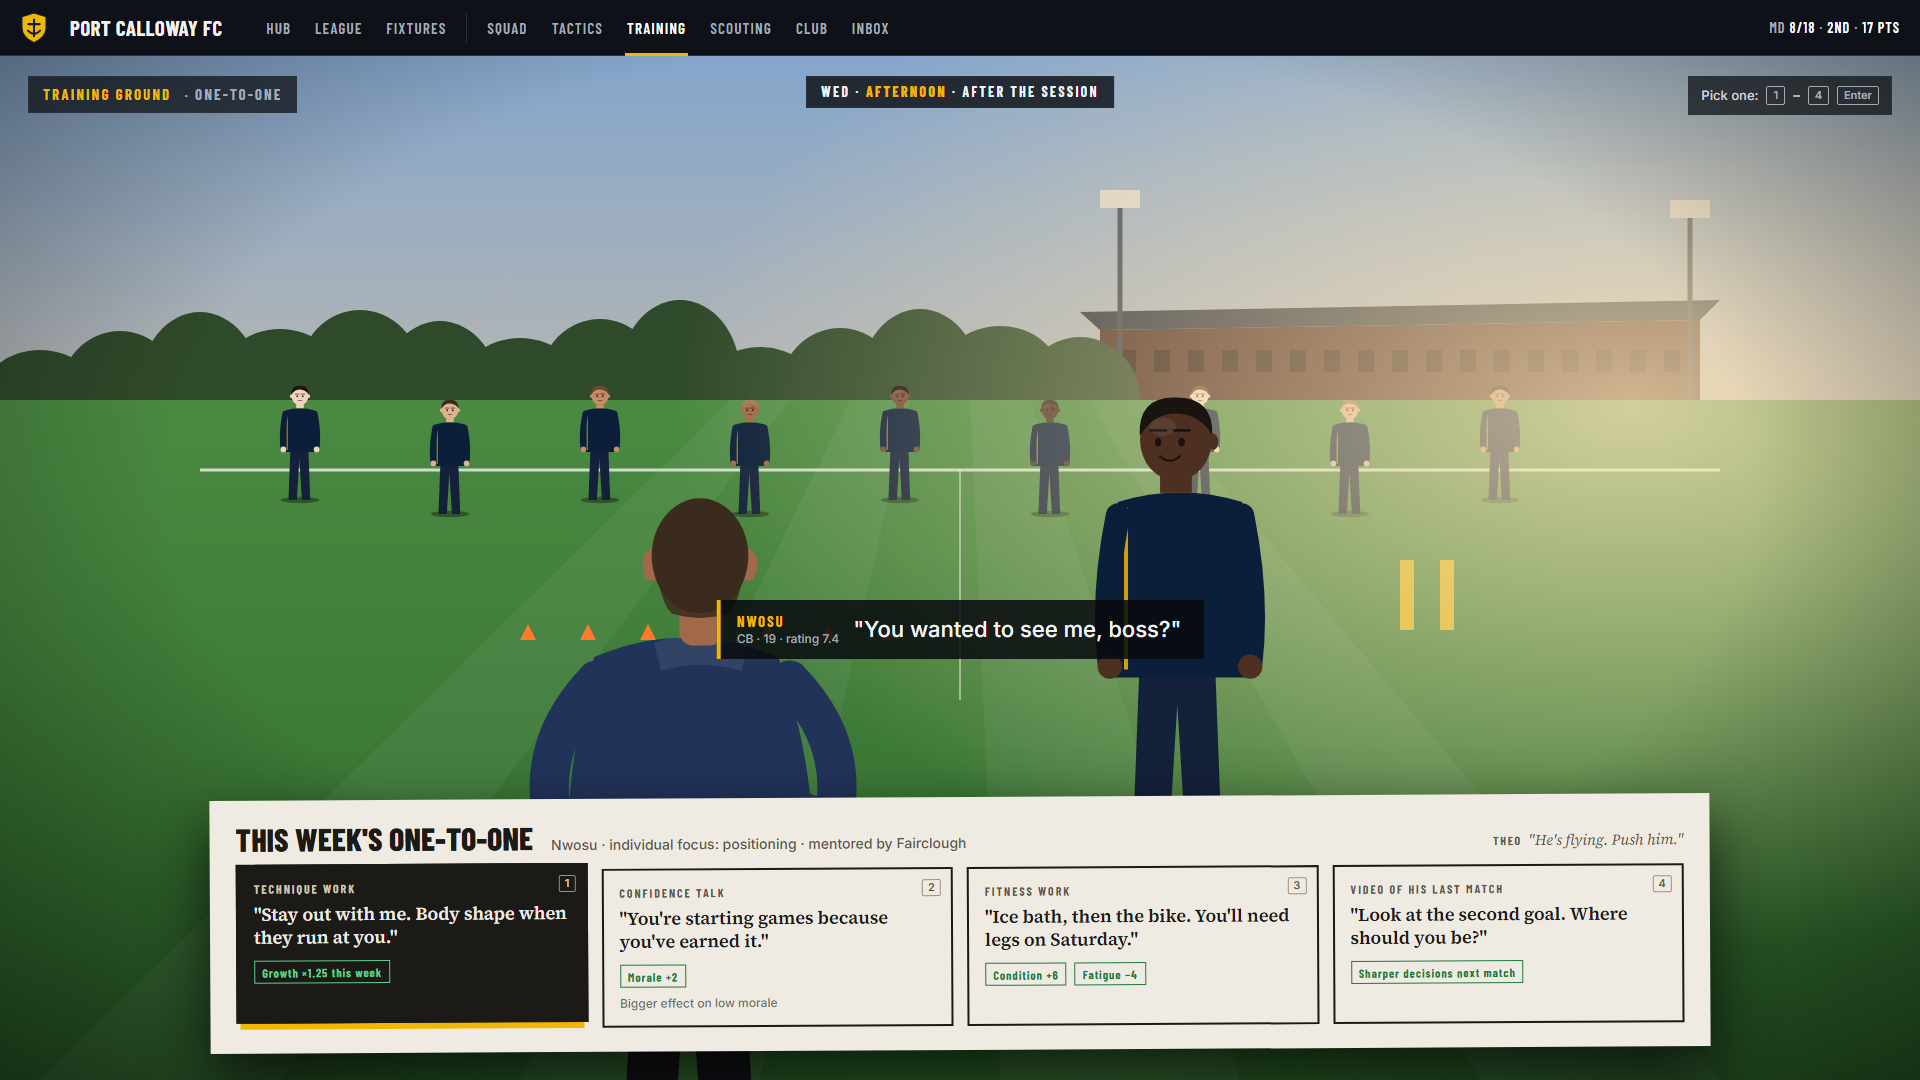 PORT CALLOWAY FC
HUB LEAGUE FIXTURES SQUAD TACTICS TRAINING SCOUTING CLUB INBOX
MD 8/18 · 2ND · 17 PTS
TRAINING GROUND · ONE-TO-ONE
WED · AFTERNOON · AFTER THE SESSION
Pick one: 1 – 4 Enter
NWOSU
CB · 19 · rating 7.4
"You wanted to see me, boss?"
THIS WEEK'S ONE-TO-ONE
Nwosu · individual focus: positioning · mentored by Fairclough
THEO "He's flying. Push him."
TECHNIQUE WORK
1
"Stay out with me. Body shape when
they run at you."
Growth ×1.25 this week
CONFIDENCE TALK
2
"You're starting games because
you've earned it."
Morale +2
Bigger effect on low morale
FITNESS WORK
3
"Ice bath, then the bike. You'll need
legs on Saturday."
Condition +6 Fatigue −4
VIDEO OF HIS LAST MATCH
4
"Look at the second goal. Where
should you be?"
Sharper decisions next match